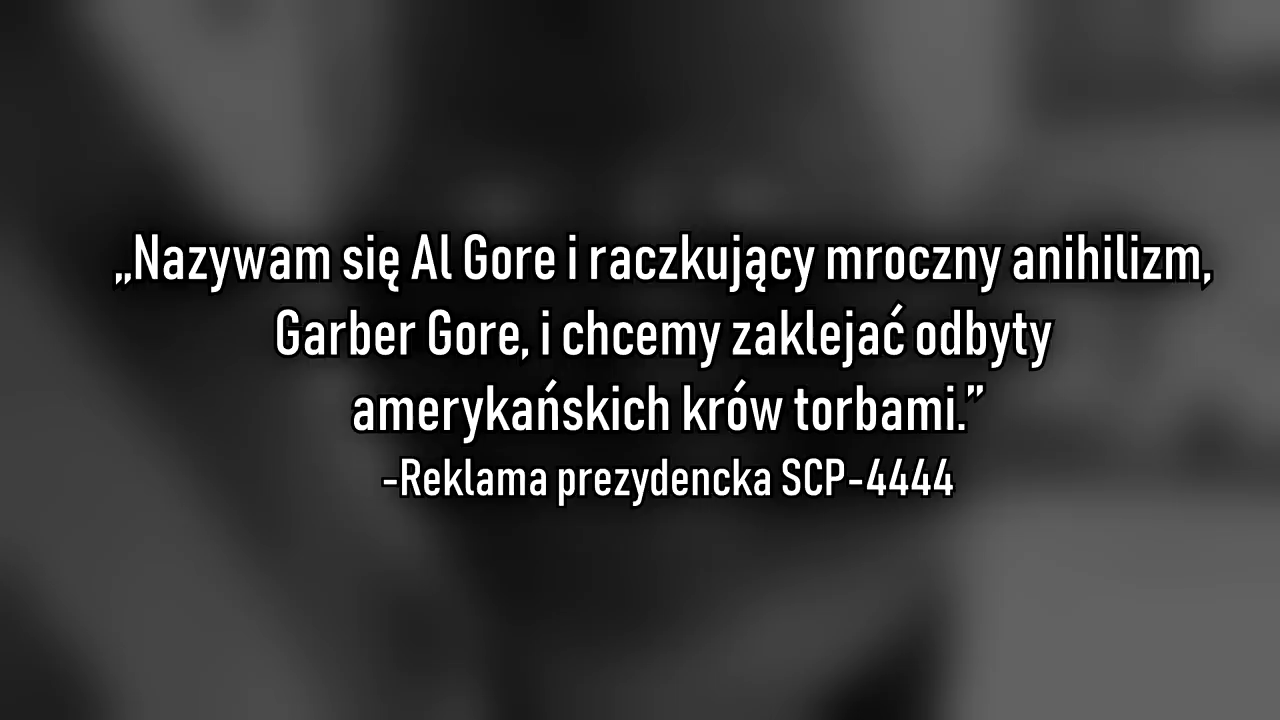 „Nazywam się Al Gore i raczkujący mroczny anihilizm,
Garber Gore, i chcemy zaklejać odbyty
amerykańskich krów torbami.”
-Reklama prezydencka SCP-4444